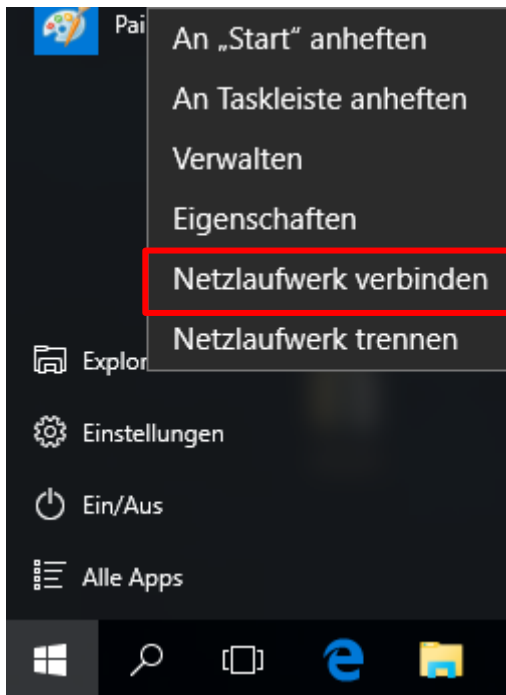 Pai
An „Start“ anheften
An Taskleiste anheften
Verwalten
Eigenschaften
Netzlaufwerk verbinden
Netzlaufwerk trennen
Explor
Einstellungen
Ein/Aus
Alle Apps